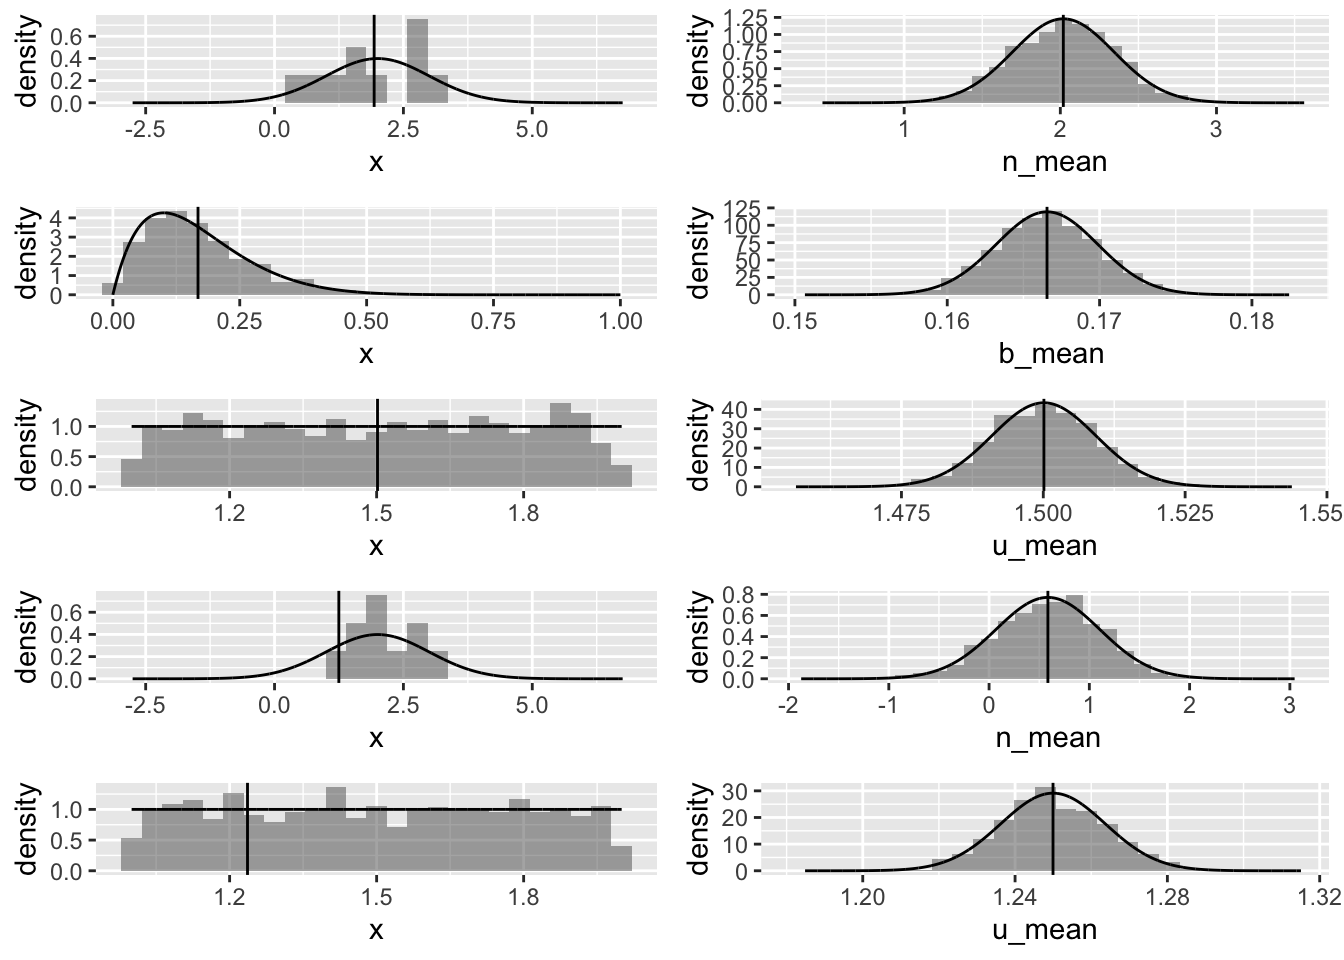 density
0.6
0.4
0.2
0.0
-2.5 0.0 2.5 5.0
x
density
1.25
1.00
0.75
0.50
0.25
0.00
1 2 3
n_mean
density
4
3
2
1
0
0.00 0.25 0.50 0.75 1.00
x
density
125
100
75
50
25
0
0.15 0.16 0.17 0.18
b_mean
density
1.0
0.5
0.0
1.2 1.5 1.8
x
density
40
30
20
10
0
1.475 1.500 1.525 1.55
u_mean
density
0.6
0.4
0.2
0.0
-2.5 0.0 2.5 5.0
x
density
0.8
0.6
0.4
0.2
0.0
-2 -1 0 1 2 3
n_mean
density
1.0
0.5
0.0
1.2 1.5 1.8
x
density
30
20
10
0
1.20 1.24 1.28 1.32
u_mean